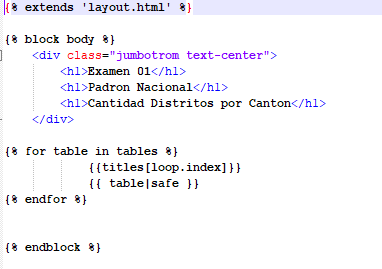 {% extends 'layout.html' %}
{% block body %}
<div class="jumbotrom text-center">
<h1>Examen 01</h1>
<h1>Padron Nacional</h1>
<h1>Cantidad Distritos por Canton</h1>
</div>
{% for table in tables %}
{{titles[loop.index]}}
{{ table|safe }}
{% endfor %}
{% endblock %}